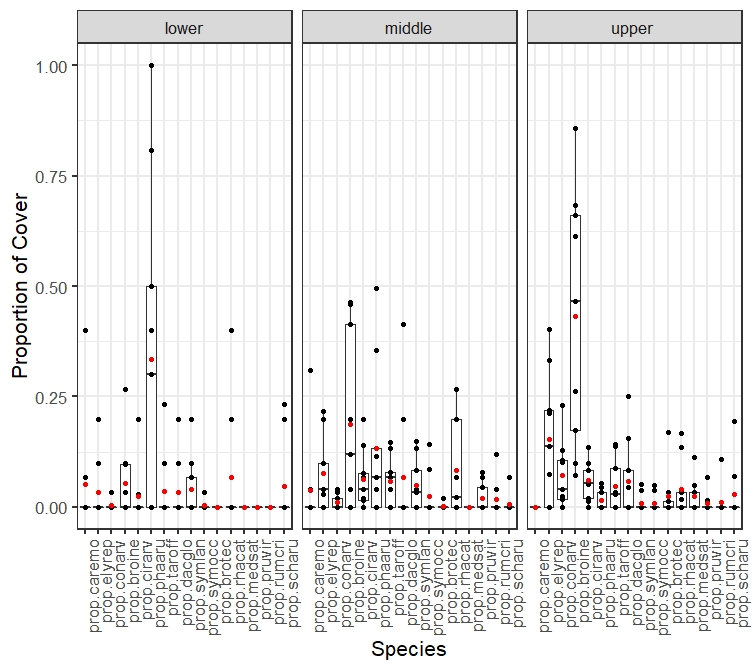 lower
middle
upper
Proportion of Cover
1.00
0.75
0.50
0.25
0.00
prop.caremo
prop.elyrep
prop.conarv
prop.broine
prop.cirarv
prop.phaaru
prop.taroff
prop.dacglo
prop.symlan
prop.symocc
prop.brotec
prop.rhacat
prop.medsat
prop.pruvir
prop.rumcri
prop.scharu
prop.caremo
prop.elyrep
prop.conarv
prop.broine
prop.cirarv
prop.phaaru
prop.taroff
prop.dacglo
prop.symlan
prop.symocc
prop.brotec
prop.rhacat
prop.medsat
prop.pruvir
prop.rumcri
prop.scharu
prop.caremo
prop.elyrep
prop.conarv
prop.broine
prop.cirarv
prop.phaaru
prop.taroff
prop.dacglo
prop.symlan
prop.symocc
prop.brotec
prop.rhacat
prop.medsat
prop.pruvir
prop.rumcri
prop.scharu
Species